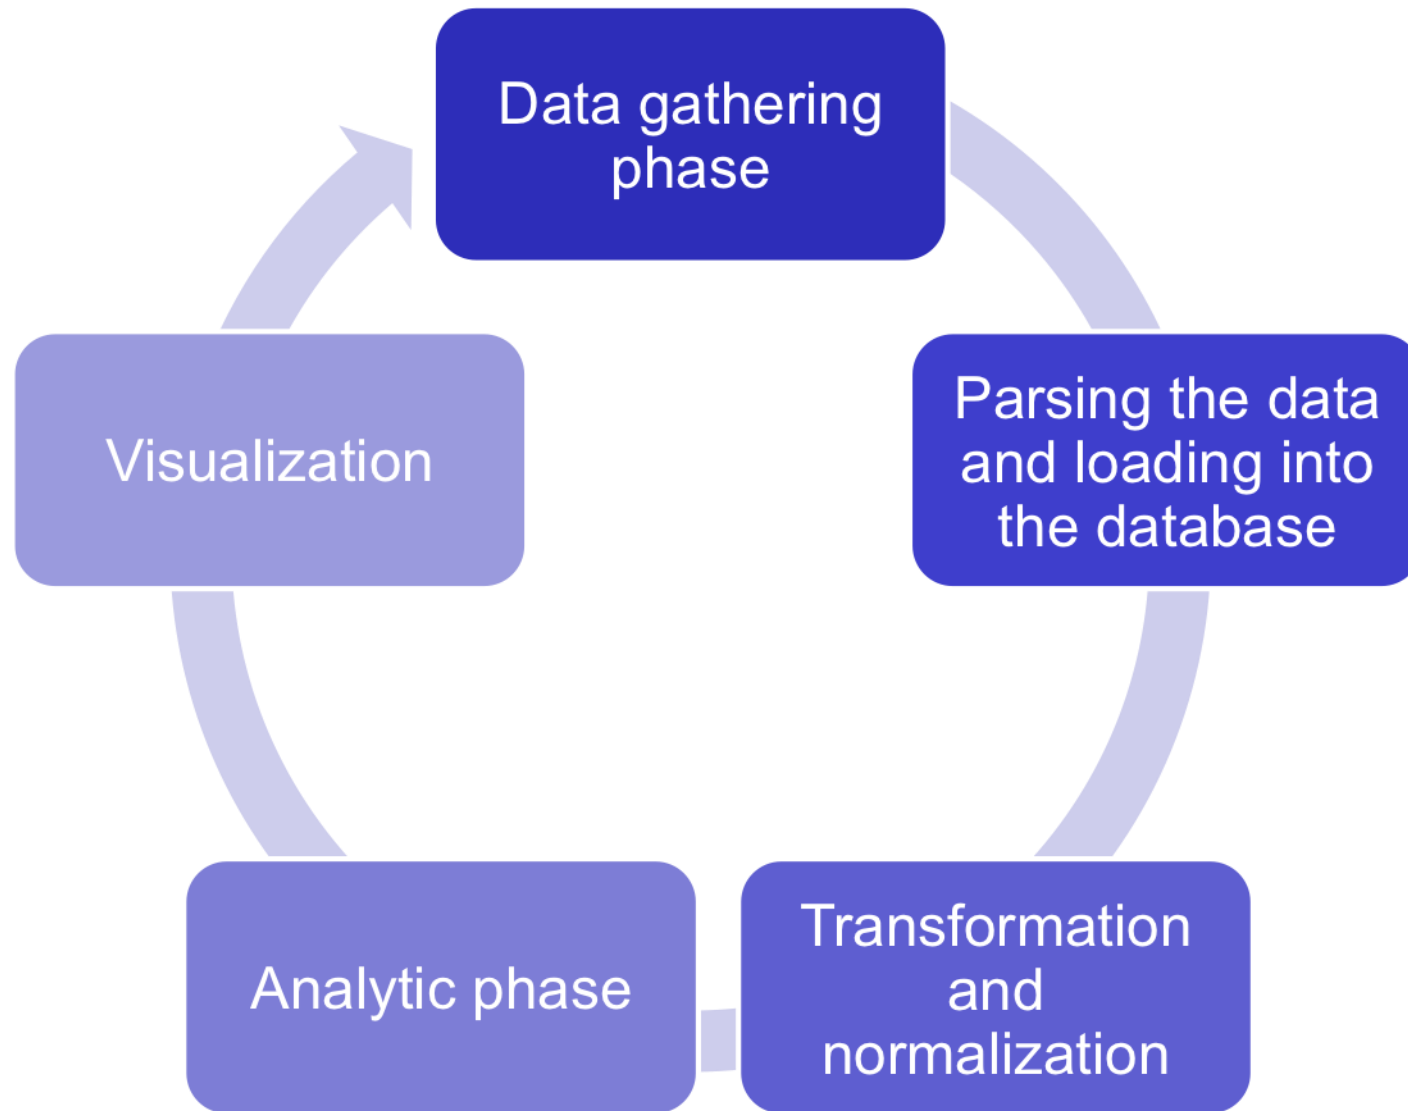 Data gathering
phase
Parsing the data
and loading into
the database
Transformation
and
normalization
Analytic phase
Visualization